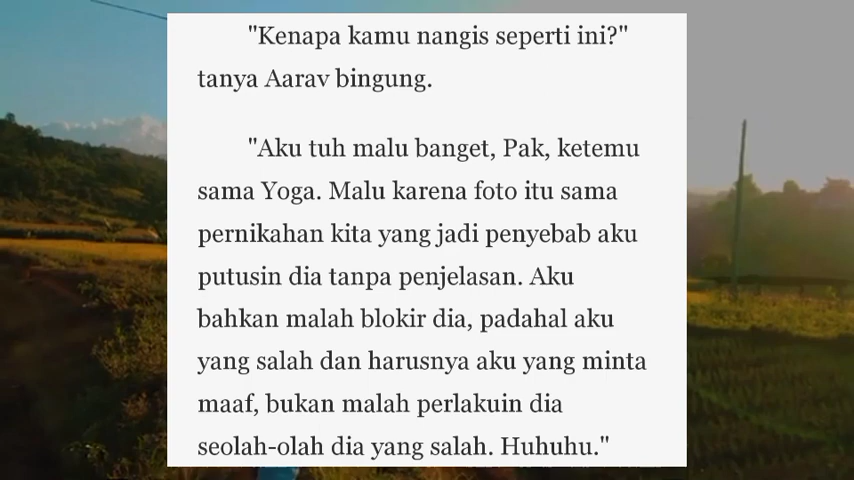 "Kenapa kamu nangis seperti ini?"
tanya Aarav bingung.
"Aku tuh malu banget, Pak, ketemu
sama Yoga. Malu karena foto itu sama
pernikahan kita yang jadi penyebab aku
putusin dia tanpa penjelasan. Aku
bahkan malah blokir dia, padahal aku
yang salah dan harusnya aku yang minta
maaf, bukan malah perlakuin dia
seolah-olah dia yang salah. Huhuhu."